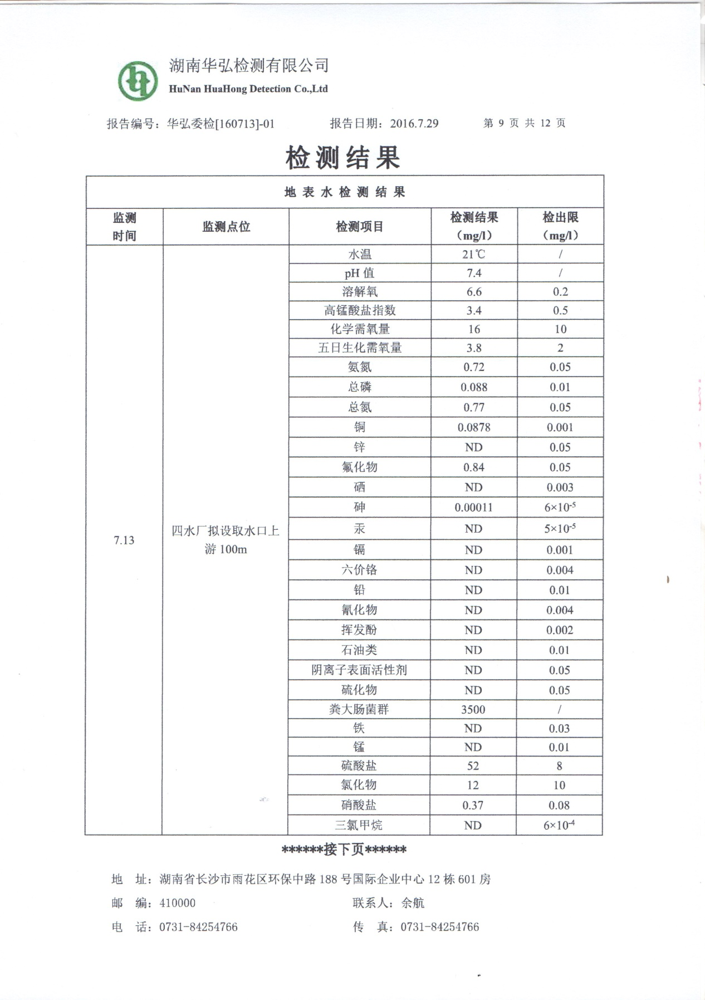 湖南华弘检测有限公司
HuNan HuaHong Detection Co.,Ltd
报告编号：华弘委检[160713]-01 报告日期：2016.7.29 第 9 页 共 12 页
检测结果
地表水检测结果
监测时间 监测点位 检测项目 检测结果（mg/l） 检出限（mg/l）
7.13 四水厂拟设取水口上游 100m
水温 21℃ /
pH 值 7.4 /
溶解氧 6.6 0.2
高锰酸盐指数 3.4 0.5
化学需氧量 16 10
五日生化需氧量 3.8 2
氨氮 0.72 0.05
总磷 0.088 0.01
总氮 0.77 0.05
铜 0.0878 0.001
锌 ND 0.05
氟化物 0.84 0.05
硒 ND 0.003
砷 0.00011 6×10⁻⁵
汞 ND 5×10⁻⁵
镉 ND 0.001
六价铬 ND 0.004
铅 ND 0.01
氰化物 ND 0.004
挥发酚 ND 0.002
石油类 ND 0.01
阴离子表面活性剂 ND 0.05
硫化物 ND 0.05
粪大肠菌群 3500 /
铁 ND 0.03
锰 ND 0.01
硫酸盐 52 8
氯化物 12 10
硝酸盐 0.37 0.08
三氯甲烷 ND 6×10⁻⁴
******接下页******
地 址：湖南省长沙市雨花区环保中路 188 号国际企业中心 12 栋 601 房
邮 编：410000 联系人：余航
电 话：0731-84254766 传 真：0731-84254766